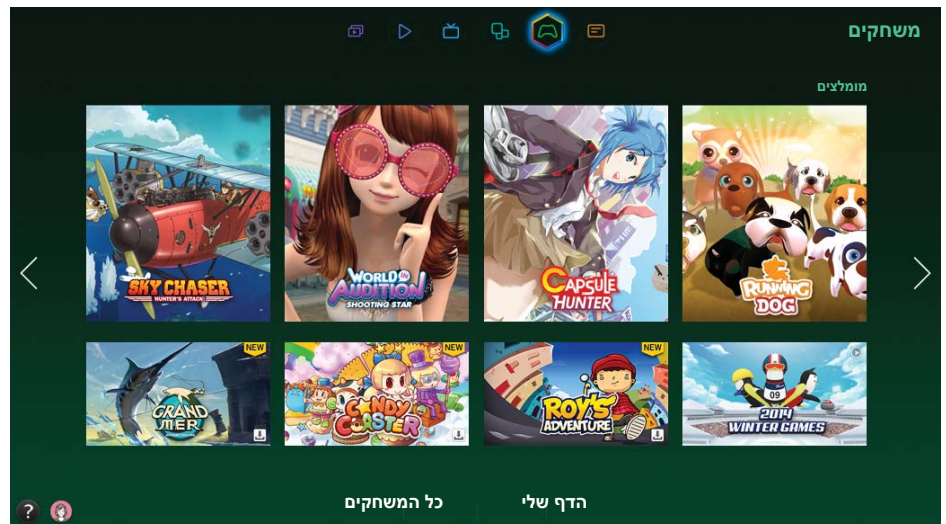 משחקים
מומלצים
SKY CHASER
HUNTER'S ATTACK
WORLD
AUDITION
SHOOTING STAR
CAPSULE
HUNTER
RUNNING
DOG
NEW
GRAND
MER
NEW
CANDY
COASTER
NEW
ROY'S
ADVENTURE
09
2014
WINTER GAMES
הדף שלי
כל המשחקים
?